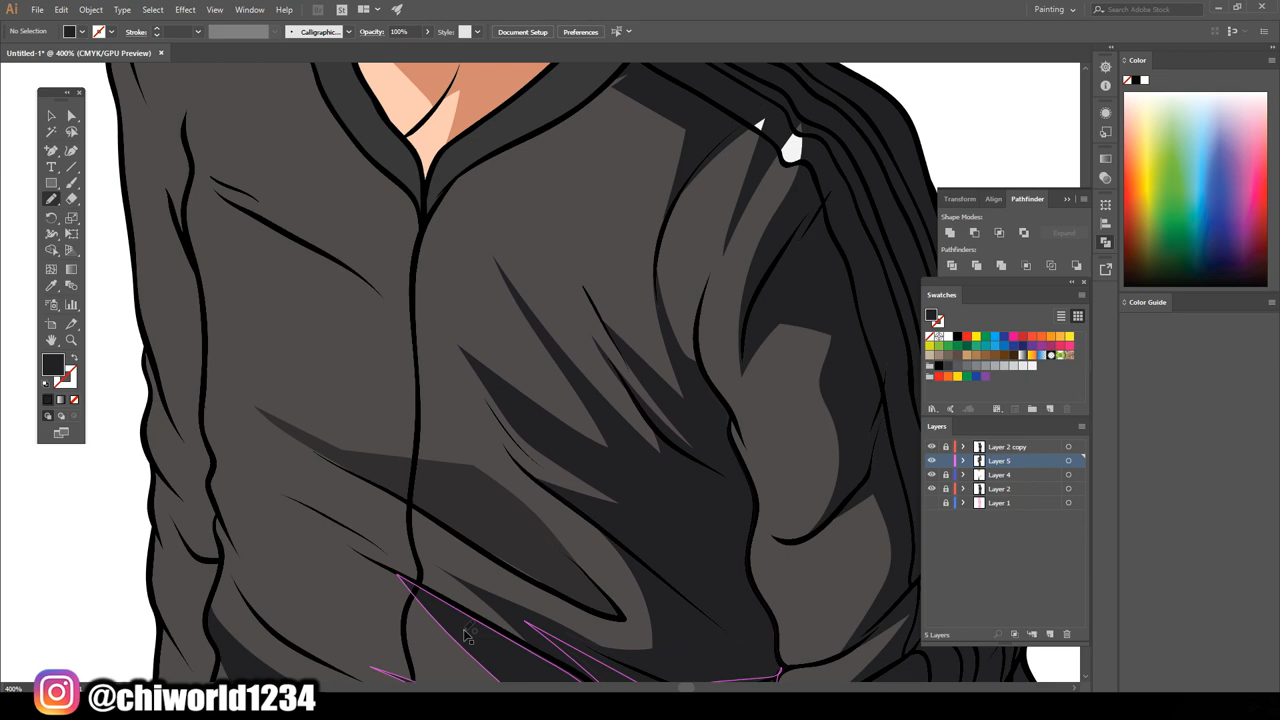 Ai File Edit Object Type Select Effect View Window Help Br St Painting Search Adobe Stock
No Selection Stroke: Calligraphic... Opacity: 100% Style: Document Setup Preferences
Untitled-1* @ 400% (CMYK/GPU Preview)
Color
Transform Align Pathfinder
Shape Modes:
Expand
Pathfinders:
Swatches
Color Guide
Layers
Layer 2 copy
Layer 5
Layer 4
Layer 2
Layer 1
5 Layers
400%
@chiworld1234